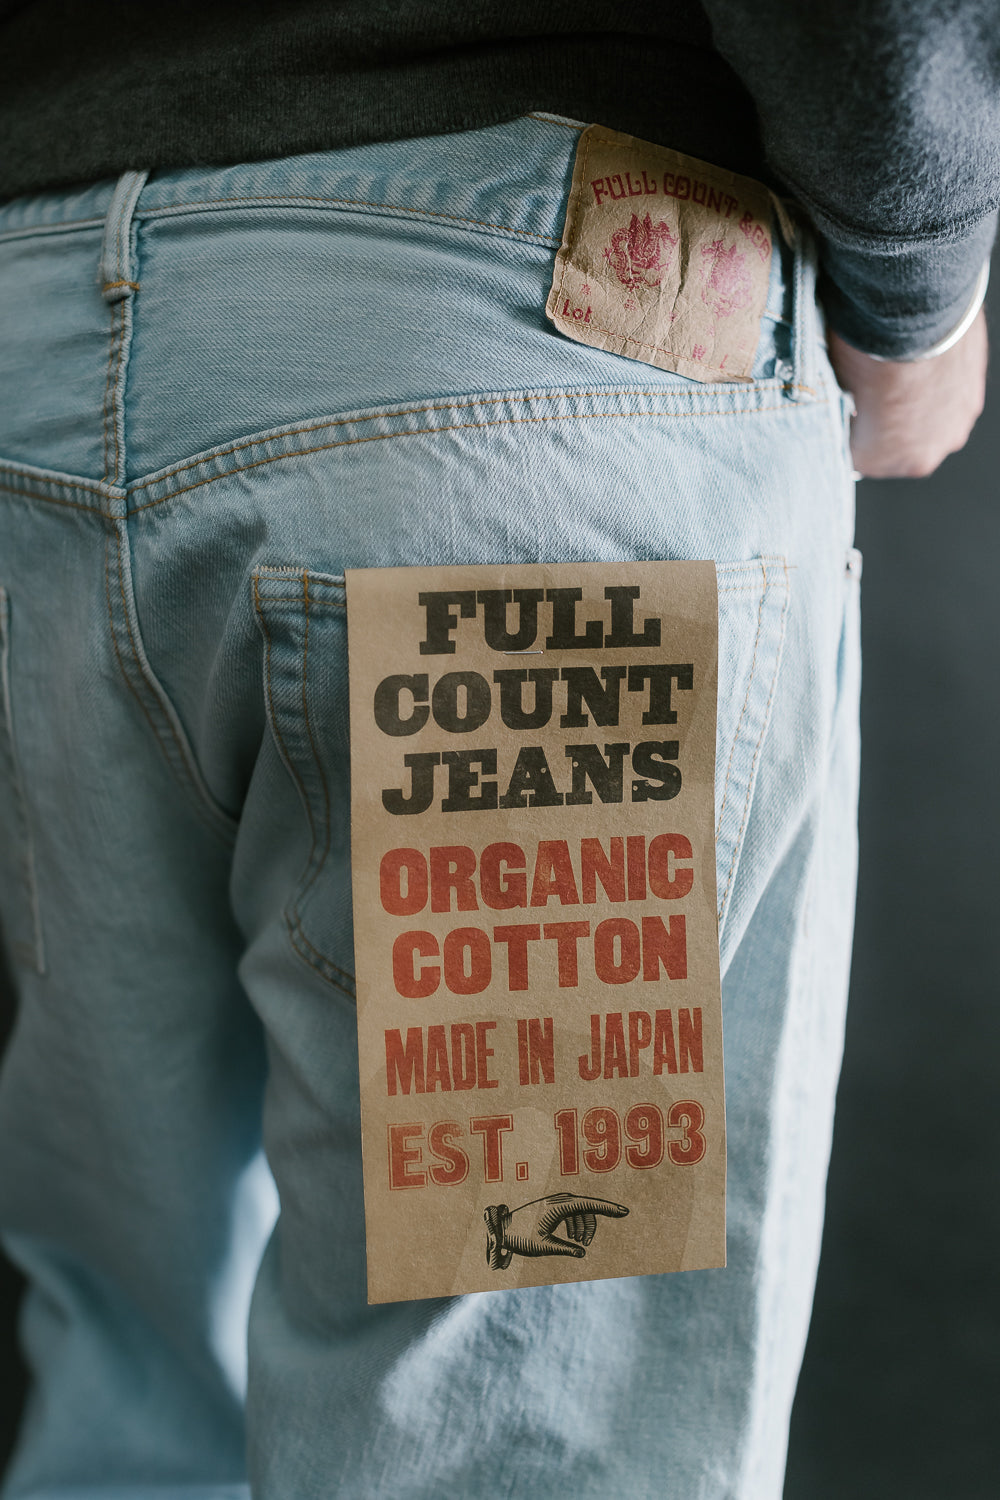 FULL COUNT & CO
Lot
FULL
COUNT
JEANS
ORGANIC
COTTON
MADE IN JAPAN
EST. 1993